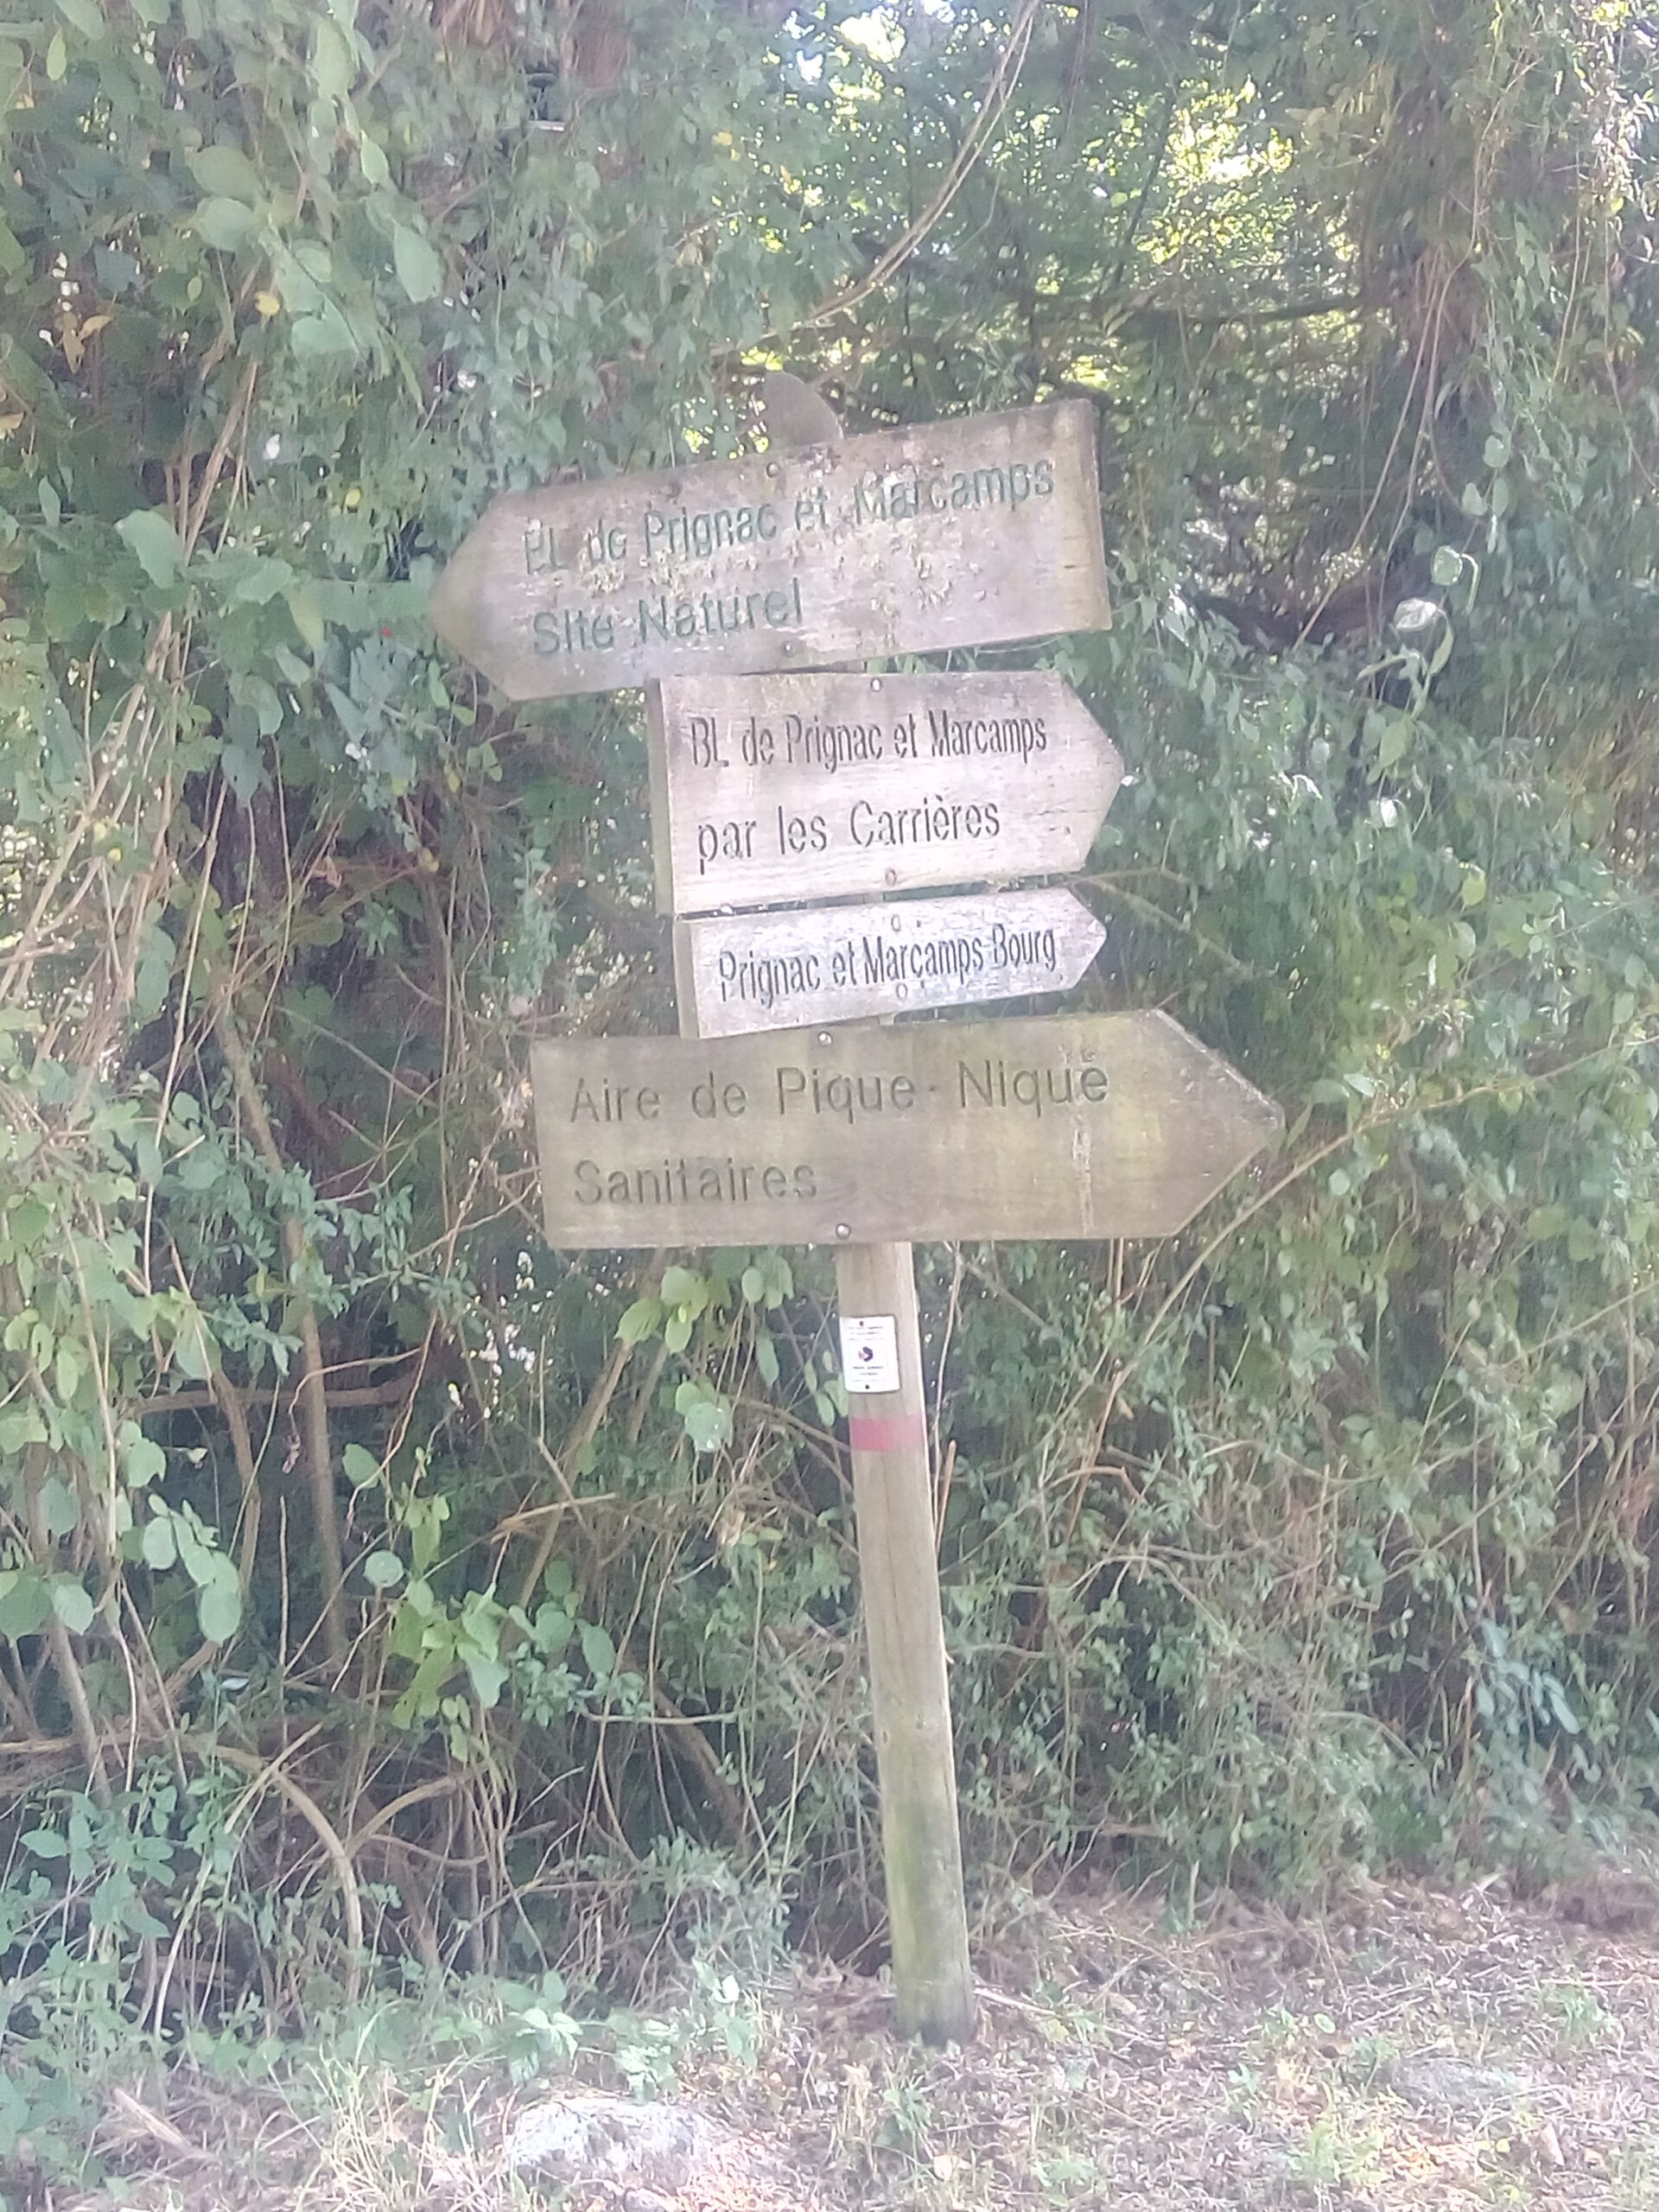 BL de Prignac et Marcamps
Site Naturel
BL de Prignac et Marcamps
par les Carrières
Prignac et Marcamps Bourg
Aire de Pique-Nique
Sanitaires